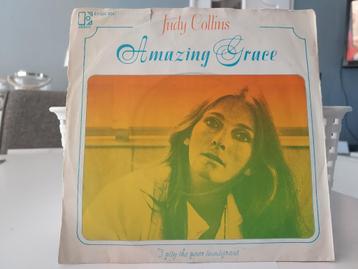 Judy Collins
Amazing Grace
"I pity the poor immigrant"